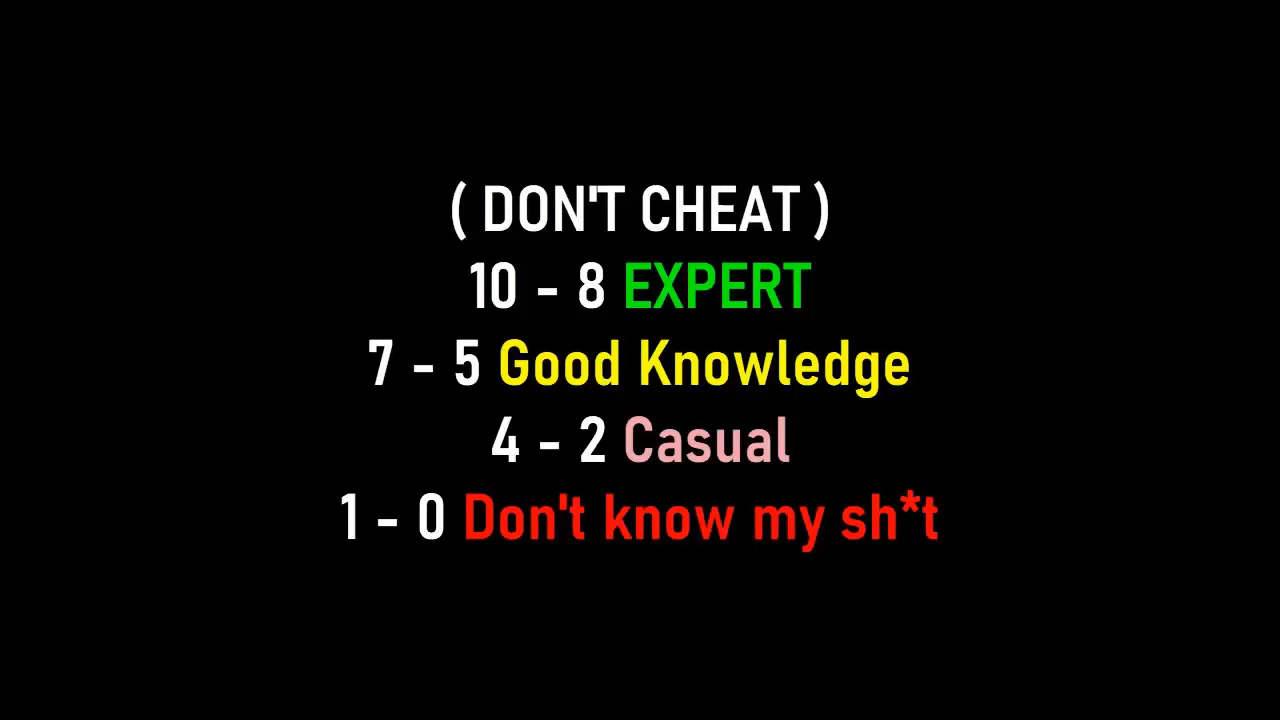 ( DON'T CHEAT )
10 - 8 EXPERT
7 - 5 Good Knowledge
4 - 2 Casual
1 - 0 Don't know my sh*t